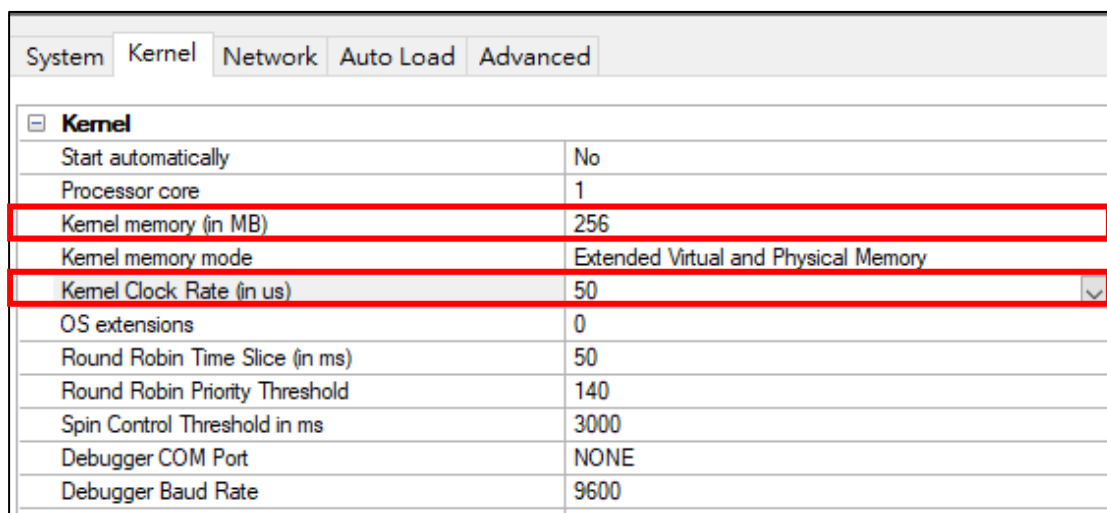 System Kernel Network Auto Load Advanced
Kernel
Start automatically No
Processor core 1
Kernel memory (in MB) 256
Kernel memory mode Extended Virtual and Physical Memory
Kernel Clock Rate (in us) 50
OS extensions 0
Round Robin Time Slice (in ms) 50
Round Robin Priority Threshold 140
Spin Control Threshold in ms 3000
Debugger COM Port NONE
Debugger Baud Rate 9600